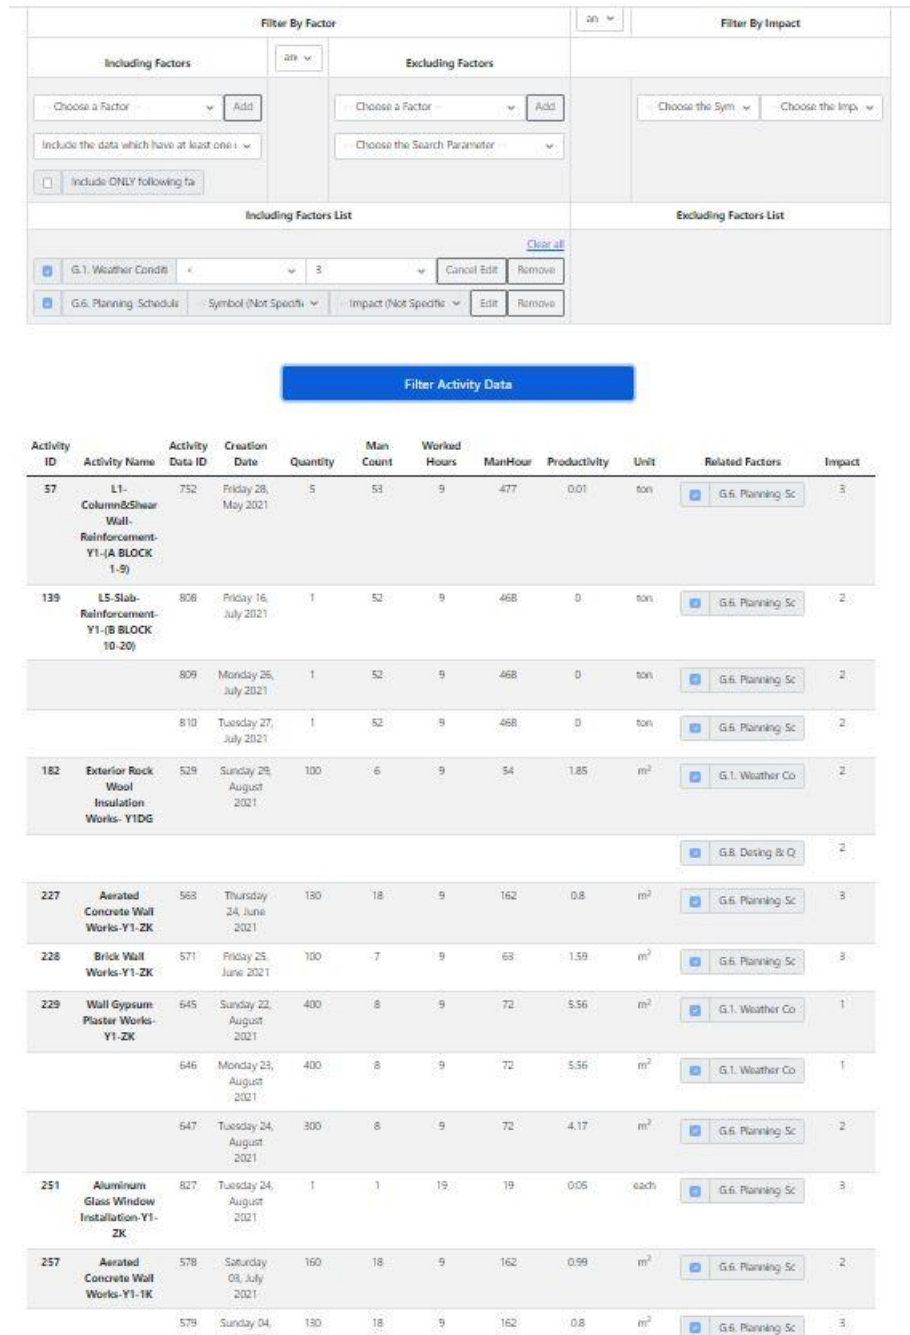 Filter By Factor
an
Filter By Impact
Including Factors
an
Excluding Factors
-- Choose a Factor --
Add
-- Choose a Factor --
Add
-- Choose the Sym
-- Choose the Imp
Include the data which have at least one
-- Choose the Search Parameter --
Include ONLY following fa
Including Factors List
Excluding Factors List
Clear all
G.1. Weather Conditi
<
3
Cancel Edit
Remove
G.6. Planning-Schedule
-- Symbol (Not Specifi
-- Impact (Not Specifie
Edit
Remove
Filter Activity Data
Activity ID Activity Name Activity Data ID Creation Date Quantity Man Count Worked Hours ManHour Productivity Unit Related Factors Impact
57 L1- 752 Friday 28, 5 53 9 477 0.01 ton G.6. Planning-Sc 3
Column&Shear May 2021
Wall-
Reinforcement-
Y1-(A BLOCK
1-9)
139 L5-Slab- 808 Friday 16, 1 52 9 468 0 ton G.6. Planning-Sc 2
Reinforcement- July 2021
Y1-(B BLOCK
10-20)
809 Monday 26, 1 52 9 468 0 ton G.6. Planning-Sc 2
July 2021
810 Tuesday 27, 1 52 9 468 0 ton G.6. Planning-Sc 2
July 2021
182 Exterior Rock 529 Sunday 29, 100 6 9 54 1.85 m² G.1. Weather Co 2
Wool August
Insulation 2021
Works- Y1DG
G.8. Desing & Q 2
227 Aerated 563 Thursday 130 18 9 162 0.8 m² G.6. Planning-Sc 3
Concrete Wall 24, June
Works-Y1-ZK 2021
228 Brick Wall 571 Friday 25, 100 7 9 63 1.59 m² G.6. Planning-Sc 3
Works-Y1-ZK June 2021
229 Wall Gypsum 645 Sunday 22, 400 8 9 72 5.56 m² G.1. Weather Co 1
Plaster Works- August
Y1-ZK 2021
646 Monday 23, 400 8 9 72 5.56 m² G.1. Weather Co 1
August
2021
647 Tuesday 24, 300 8 9 72 4.17 m² G.6. Planning-Sc 2
August
2021
251 Aluminum 827 Tuesday 24, 1 1 19 19 0.05 each G.6. Planning-Sc 3
Glass Window August
Installation-Y1- 2021
ZK
257 Aerated 578 Saturday 160 18 9 162 0.99 m² G.6. Planning-Sc 2
Concrete Wall 03, July
Works-Y1-1K 2021
579 Sunday 04, 130 18 9 162 0.8 m² G.6. Planning-Sc 3